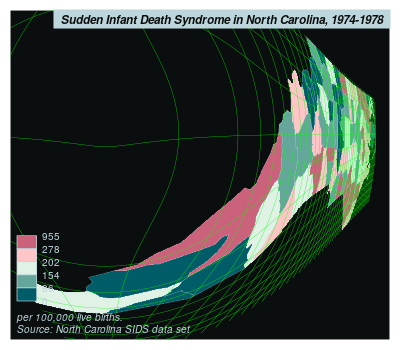 Sudden Infant Death Syndrome in North Carolina, 1974-1978
955
278
202
154
per 100,000 live births.
Source: North Carolina SIDS data set